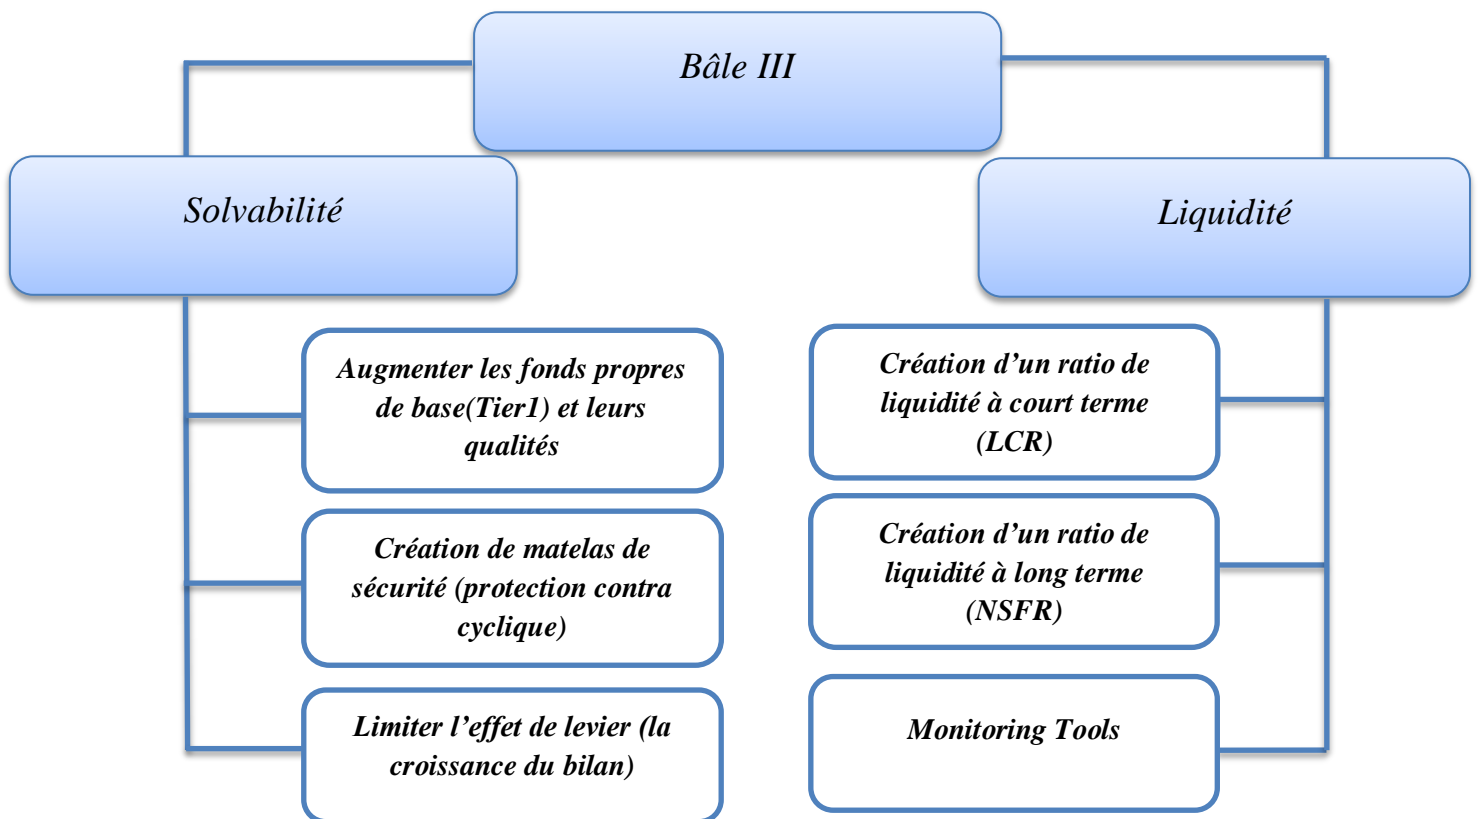 Bâle III
Solvabilité
Liquidité
Augmenter les fonds propres
de base(Tier1) et leurs
qualités
Création de matelas de
sécurité (protection contra
cyclique)
Limiter l’effet de levier (la
croissance du bilan)
Création d’un ratio de
liquidité à court terme
(LCR)
Création d’un ratio de
liquidité à long terme
(NSFR)
Monitoring Tools